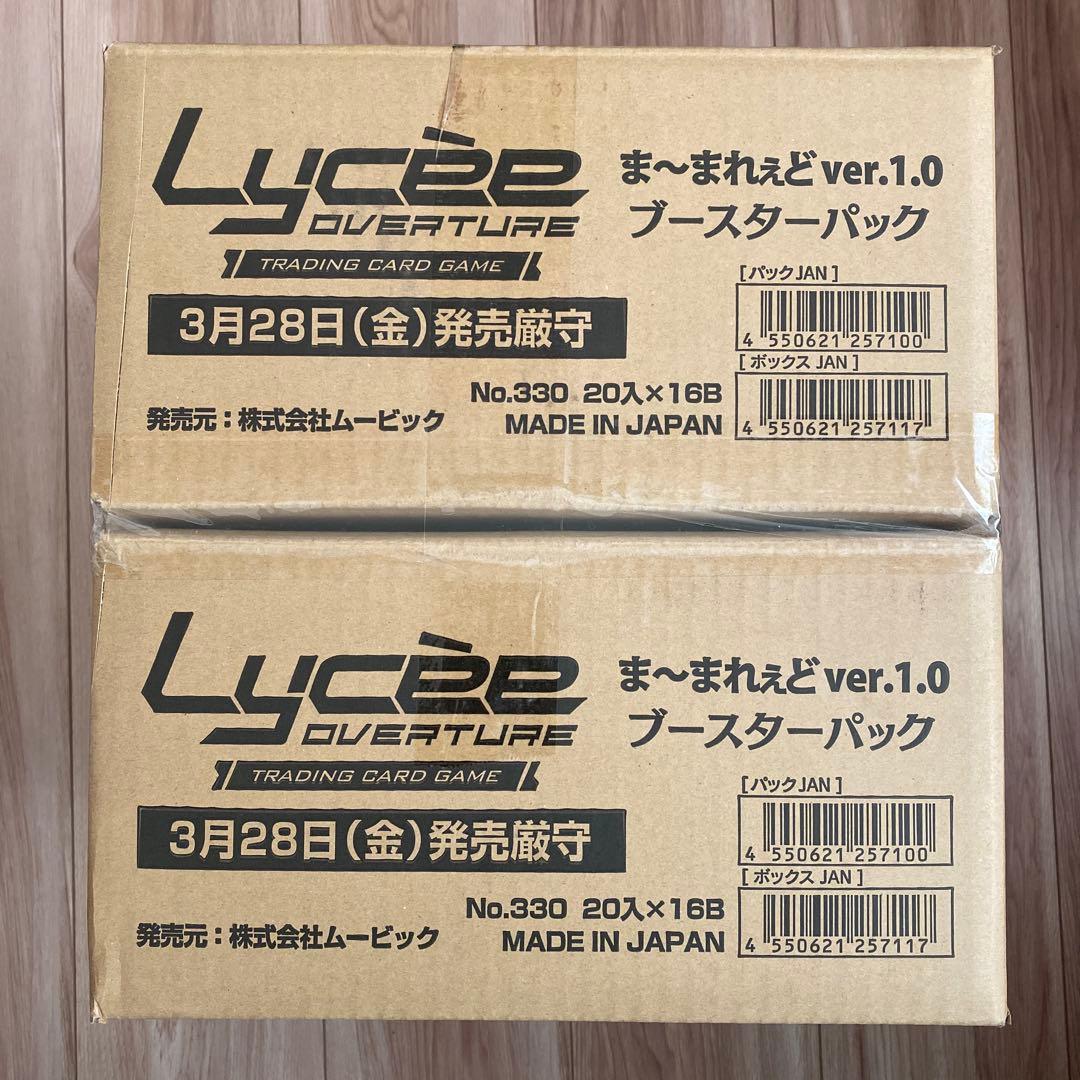 Lycèe
OVERTURE
TRADING CARD GAME
ま〜まれぇど ver.1.0
ブースターパック
3月28日(金)発売厳守
[パックJAN]
4 550621 257100
[ボックス JAN]
4 550621 257117
No.330 20入×16B
発売元:株式会社ムービック
MADE IN JAPAN
Lycèe
OVERTURE
TRADING CARD GAME
ま〜まれぇど ver.1.0
ブースターパック
3月28日(金)発売厳守
[パックJAN]
4 550621 257100
[ボックス JAN]
4 550621 257117
No.330 20入×16B
発売元:株式会社ムービック
MADE IN JAPAN